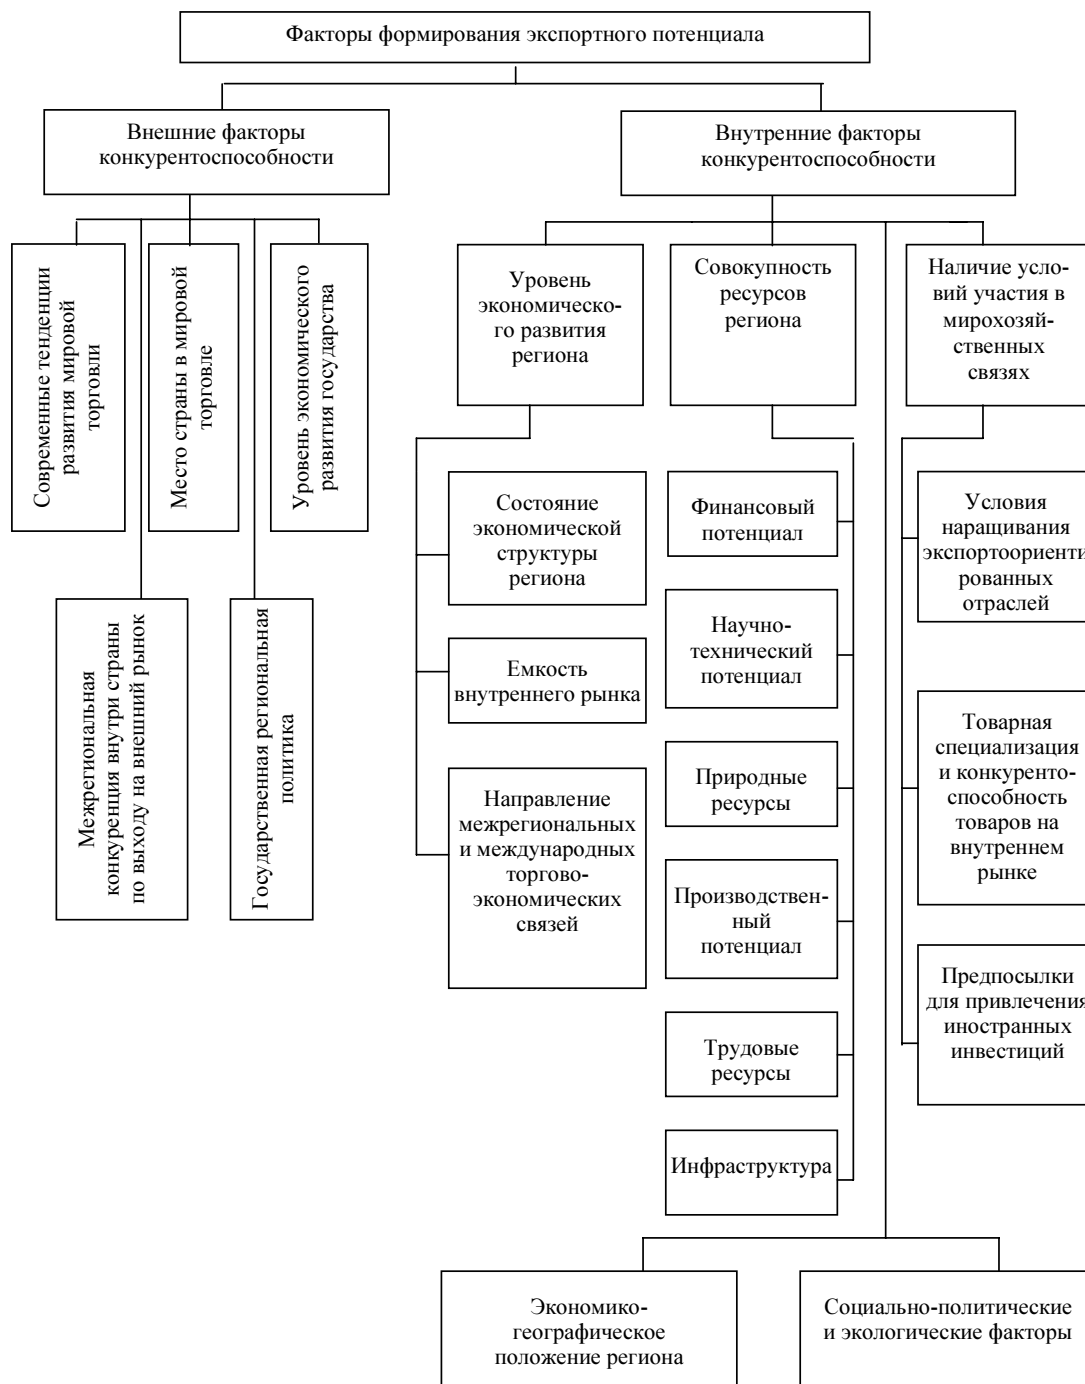 Факторы формирования экспортного потенциала
Внешние факторы
конкурентоспособности
Внутренние факторы
конкурентоспособности
Современные тенденции
развития мировой
торговли
Место страны в мировой
торговле
Уровень экономического
развития государства
Межрегиональная
конкуренция внутри страны
по выходу на внешний рынок
Государственная региональная
политика
Уровень
экономическо-
го развития
региона
Совокупность
ресурсов
региона
Наличие усло-
вий участия в
мирохозяй-
ственных
связях
Состояние
экономической
структуры
региона
Емкость
внутреннего рынка
Направление
межрегиональных
и международных
торгово-
экономических
связей
Финансовый
потенциал
Научно-
технический
потенциал
Природные
ресурсы
Производствен-
ный
потенциал
Трудовые
ресурсы
Инфраструктура
Условия
наращивания
экспортоориенти
рованных
отраслей
Товарная
специализация
и конкуренто-
способность
товаров на
внутреннем
рынке
Предпосылки
для привлечения
иностранных
инвестиций
Экономико-
географическое
положение региона
Социально-политические
и экологические факторы